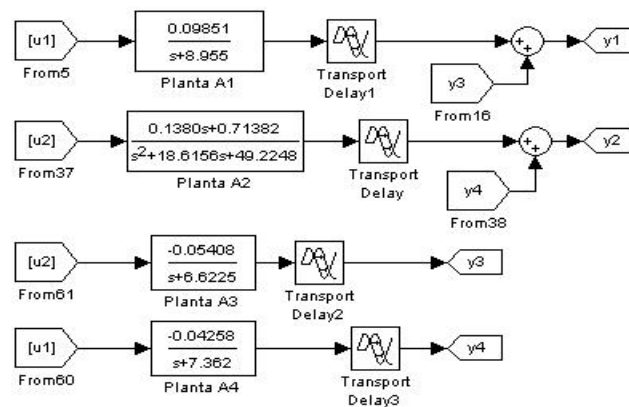 [u1]
From5
0.09851
s+8.955
Planta A1
Transport
Delay1
+
+
y1
y3
From16
[u2]
From37
0.1380s+0.71382
s²+18.6156s+49.2248
Planta A2
Transport
Delay
+
+
y2
y4
From38
[u2]
From61
-0.05408
s+6.6225
Planta A3
Transport
Delay2
y3
[u1]
From60
-0.04258
s+7.362
Planta A4
Transport
Delay3
y4